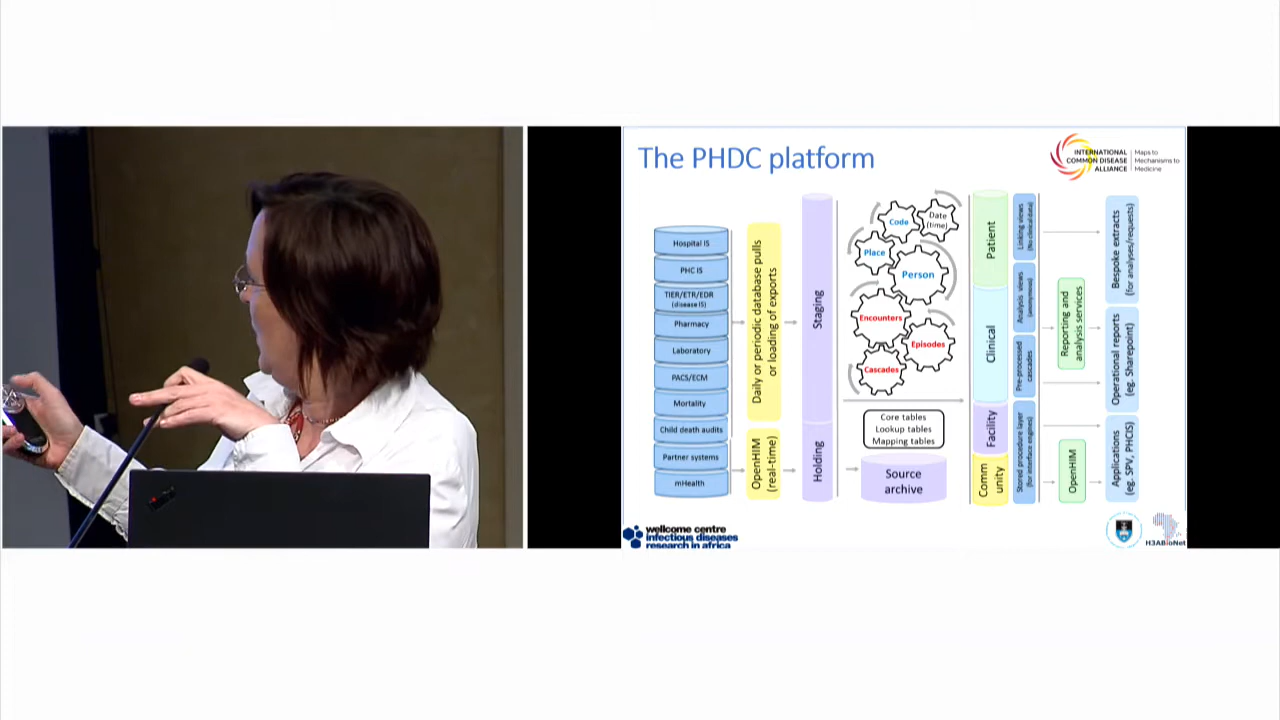 The PHDC platform
INTERNATIONAL
COMMON DISEASE
ALLIANCE
Maps to
Mechanisms to
Medicine
Hospital IS
PHC IS
TIER/ETR/EDR
(disease IS)
Pharmacy
Laboratory
PACS/ECM
Mortality
Child death audits
Partner systems
mHealth
Daily or periodic database pulls
or loading of exports
OpenHIM
(real-time)
Staging
Holding
Code
Date
(time)
Place
Person
Encounters
Episodes
Cascades
Core tables
Lookup tables
Mapping tables
Source
archive
Patient
Clinical
Facility
Comm
unity
Linking views
(No clinical data)
Analysis views
(anonymous)
Pre-processed
cascades
Stored procedure layer
(for interface engines)
Reporting and
analysis services
OpenHIM
Bespoke extracts
(for analyses/requests)
Operational reports
(eg. Sharepoint)
Applications
(eg. SPV, PHCIS)
wellcome centre
infectious diseases
research in africa
H3ABioNet